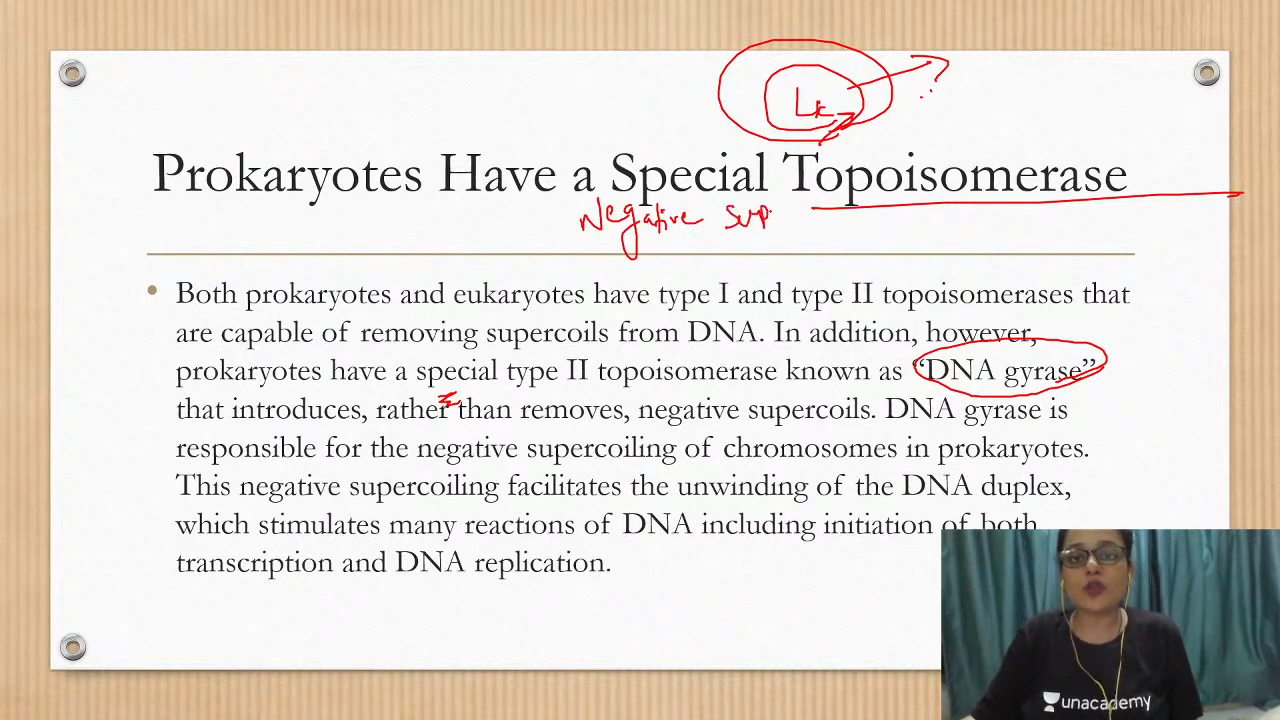 Lk
??
Prokaryotes Have a Special Topoisomerase
Negative Sup.
• Both prokaryotes and eukaryotes have type I and type II topoisomerases that
are capable of removing supercoils from DNA. In addition, however,
prokaryotes have a special type II topoisomerase known as “DNA gyrase”
that introduces, rather than removes, negative supercoils. DNA gyrase is
responsible for the negative supercoiling of chromosomes in prokaryotes.
This negative supercoiling facilitates the unwinding of the DNA duplex,
which stimulates many reactions of DNA including initiation of both
transcription and DNA replication.
unacademy